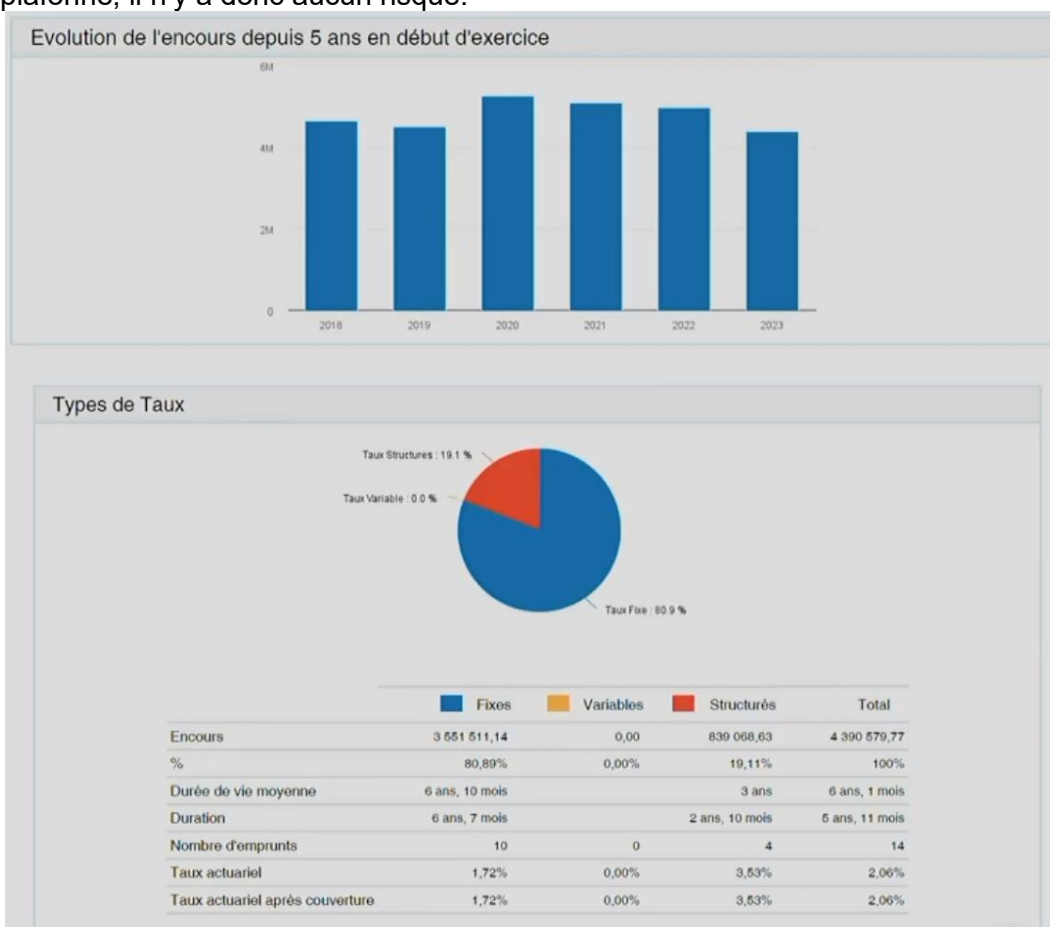 plafonné, il n'y a donc aucun risque.
Evolution de l'encours depuis 5 ans en début d'exercice
6M
4M
2M
0
2018 2019 2020 2021 2022 2023
Types de Taux
Taux Structures : 19.1 %
Taux Variable : 0.0 %
Taux Fixe : 80.9 %
Fixes Variables Structurés Total
Encours 3 551 511,14 0,00 839 068,63 4 390 579,77
% 80,89% 0,00% 19,11% 100%
Durée de vie moyenne 6 ans, 10 mois 3 ans 6 ans, 1 mois
Duration 6 ans, 7 mois 2 ans, 10 mois 5 ans, 11 mois
Nombre d'emprunts 10 0 4 14
Taux actuariel 1,72% 0,00% 3,53% 2,06%
Taux actuariel après couverture 1,72% 0,00% 3,53% 2,06%